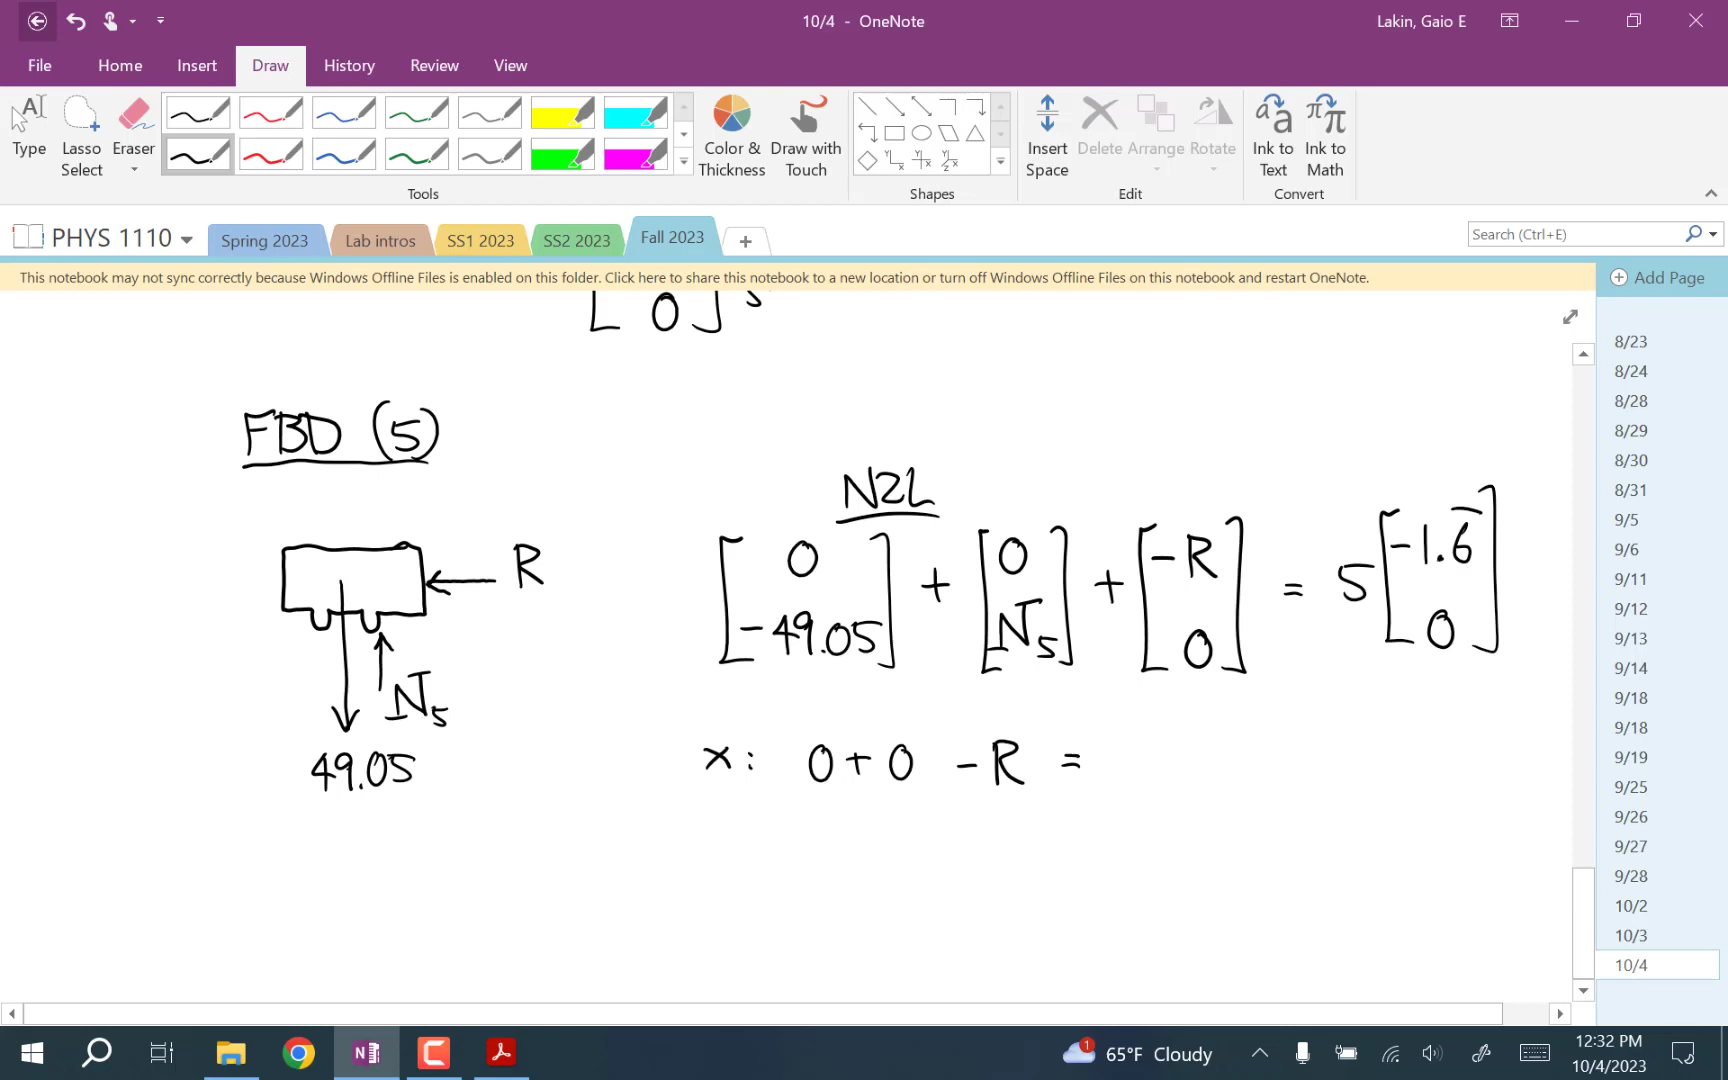 10/4 - OneNote
Lakin, Gaio E
File Home Insert Draw History Review View
Type
Lasso Select
Eraser
Color & Thickness
Draw with Touch
Insert Space
Delete
Arrange
Rotate
Ink to Text
Ink to Math
Tools
Shapes
Edit
Convert
PHYS 1110
Spring 2023
Lab intros
SS1 2023
SS2 2023
Fall 2023
Search (Ctrl+E)
This notebook may not sync correctly because Windows Offline Files is enabled on this folder. Click here to share this notebook to a new location or turn off Windows Offline Files on this notebook and restart OneNote.
Add Page
8/23
8/24
8/28
8/29
8/30
8/31
9/5
9/6
9/11
9/12
9/13
9/14
9/18
9/18
9/19
9/25
9/26
9/27
9/28
10/2
10/3
10/4
[ 0 ] s
FBD (5)
R
N₅
49.05
N2L
[0, -49.05] + [0, N₅] + [-R, 0] = 5 [-1.6̅, 0]
x: 0 + 0 - R =
1
65°F Cloudy
12:32 PM
10/4/2023